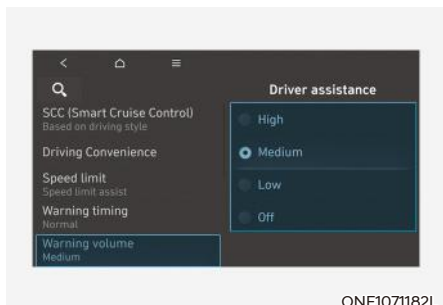 Driver assistance
SCC (Smart Cruise Control)
Based on driving style
Driving Convenience
Speed limit
Speed limit assist
Warning timing
Normal
Warning volume
Medium
High
Medium
Low
Off
ONE1071182L